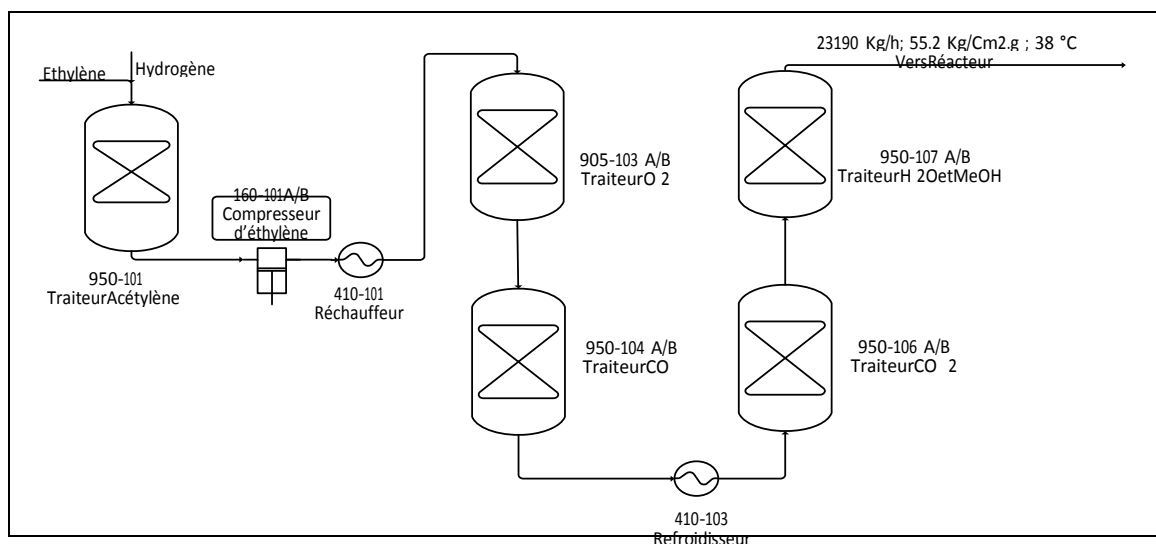 23190 Kg/h; 55.2 Kg/Cm2.g ; 38 °C
VersRéacteur
Hydrogène
Ethylène
905-103 A/B
TraiteurO 2
950-107 A/B
TraiteurH 2OetMeOH
160-101A/B
Compresseur
d'éthylène
950-101
TraiteurAcétylène
410-101
Réchauffeur
950-104 A/B
TraiteurCO
950-106 A/B
TraiteurCO 2
410-103
Refroidisseur